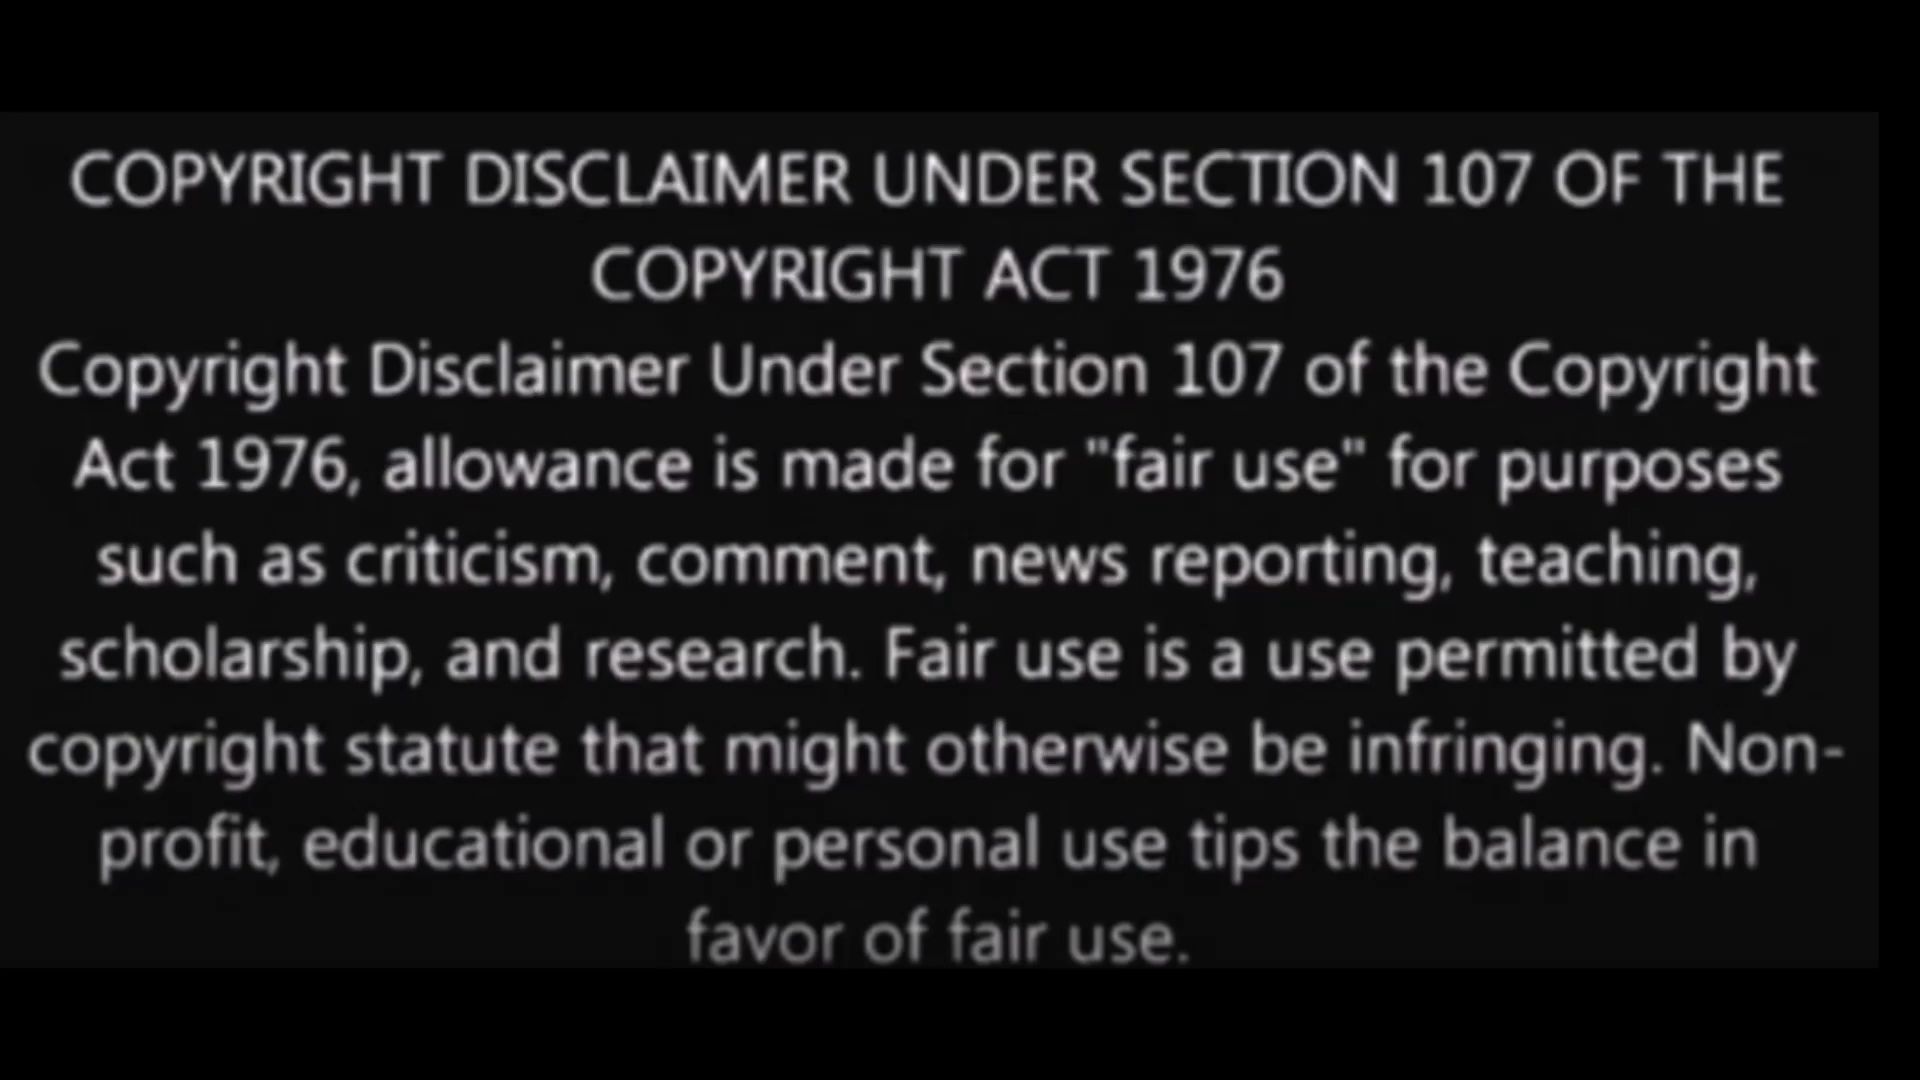 COPYRIGHT DISCLAIMER UNDER SECTION 107 OF THE
COPYRIGHT ACT 1976
Copyright Disclaimer Under Section 107 of the Copyright
Act 1976, allowance is made for "fair use" for purposes
such as criticism, comment, news reporting, teaching,
scholarship, and research. Fair use is a use permitted by
copyright statute that might otherwise be infringing. Non-
profit, educational or personal use tips the balance in
favor of fair use.